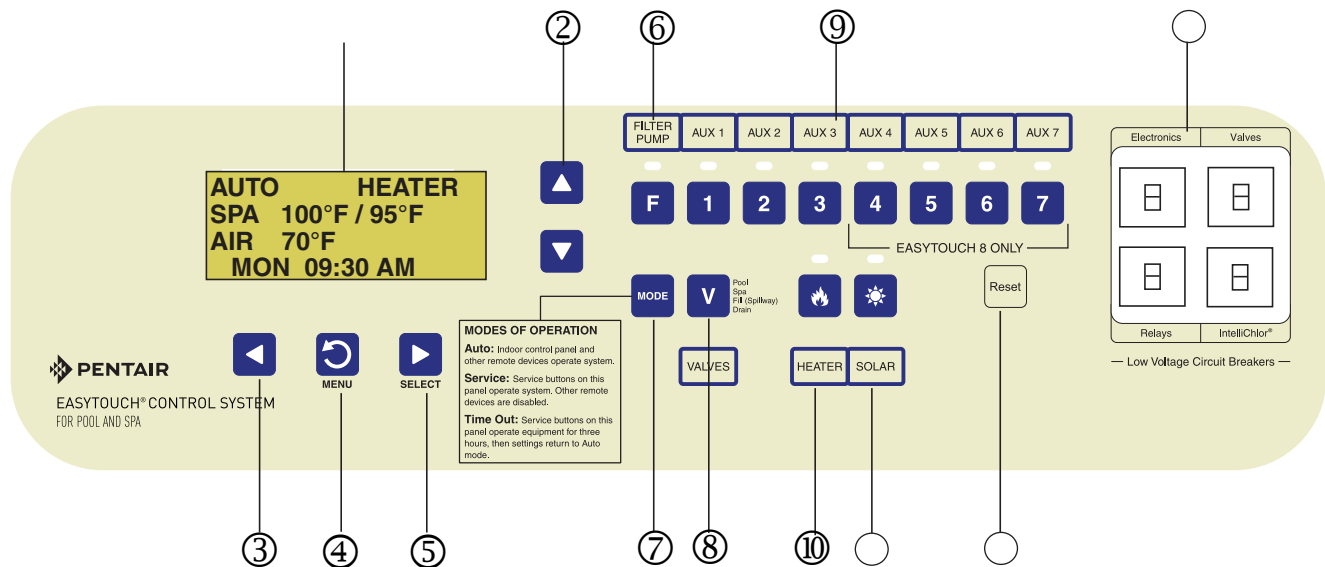 ② ⑥ ⑨
FILTER PUMP AUX 1 AUX 2 AUX 3 AUX 4 AUX 5 AUX 6 AUX 7
Electronics Valves
AUTO HEATER
SPA 100°F / 95°F
AIR 70°F
MON 09:30 AM
F 1 2 3 4 5 6 7
EASYTOUCH 8 ONLY
MODE V
Pool
Spa
Fill (Spillway)
Drain
Reset
MODES OF OPERATION
Auto: Indoor control panel and
other remote devices operate system.
Service: Service buttons on this
panel operate system. Other remote
devices are disabled.
Time Out: Service buttons on this
panel operate equipment for three
hours, then settings return to Auto
mode.
Relays IntelliChlor®
Low Voltage Circuit Breakers
VALVES HEATER SOLAR
PENTAIR
MENU SELECT
EASYTOUCH® CONTROL SYSTEM
FOR POOL AND SPA
③ ④ ⑤ ⑦ ⑧ ⑩